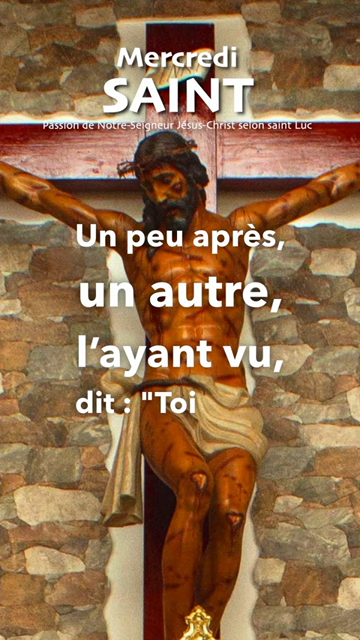 Mercredi
SAINT
Passion de Notre-Seigneur Jésus-Christ selon saint Luc
Un peu après,
un autre,
l’ayant vu,
dit : "Toi